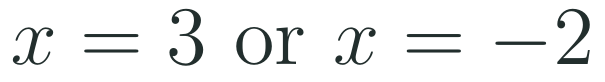 x = 3 or x = −2